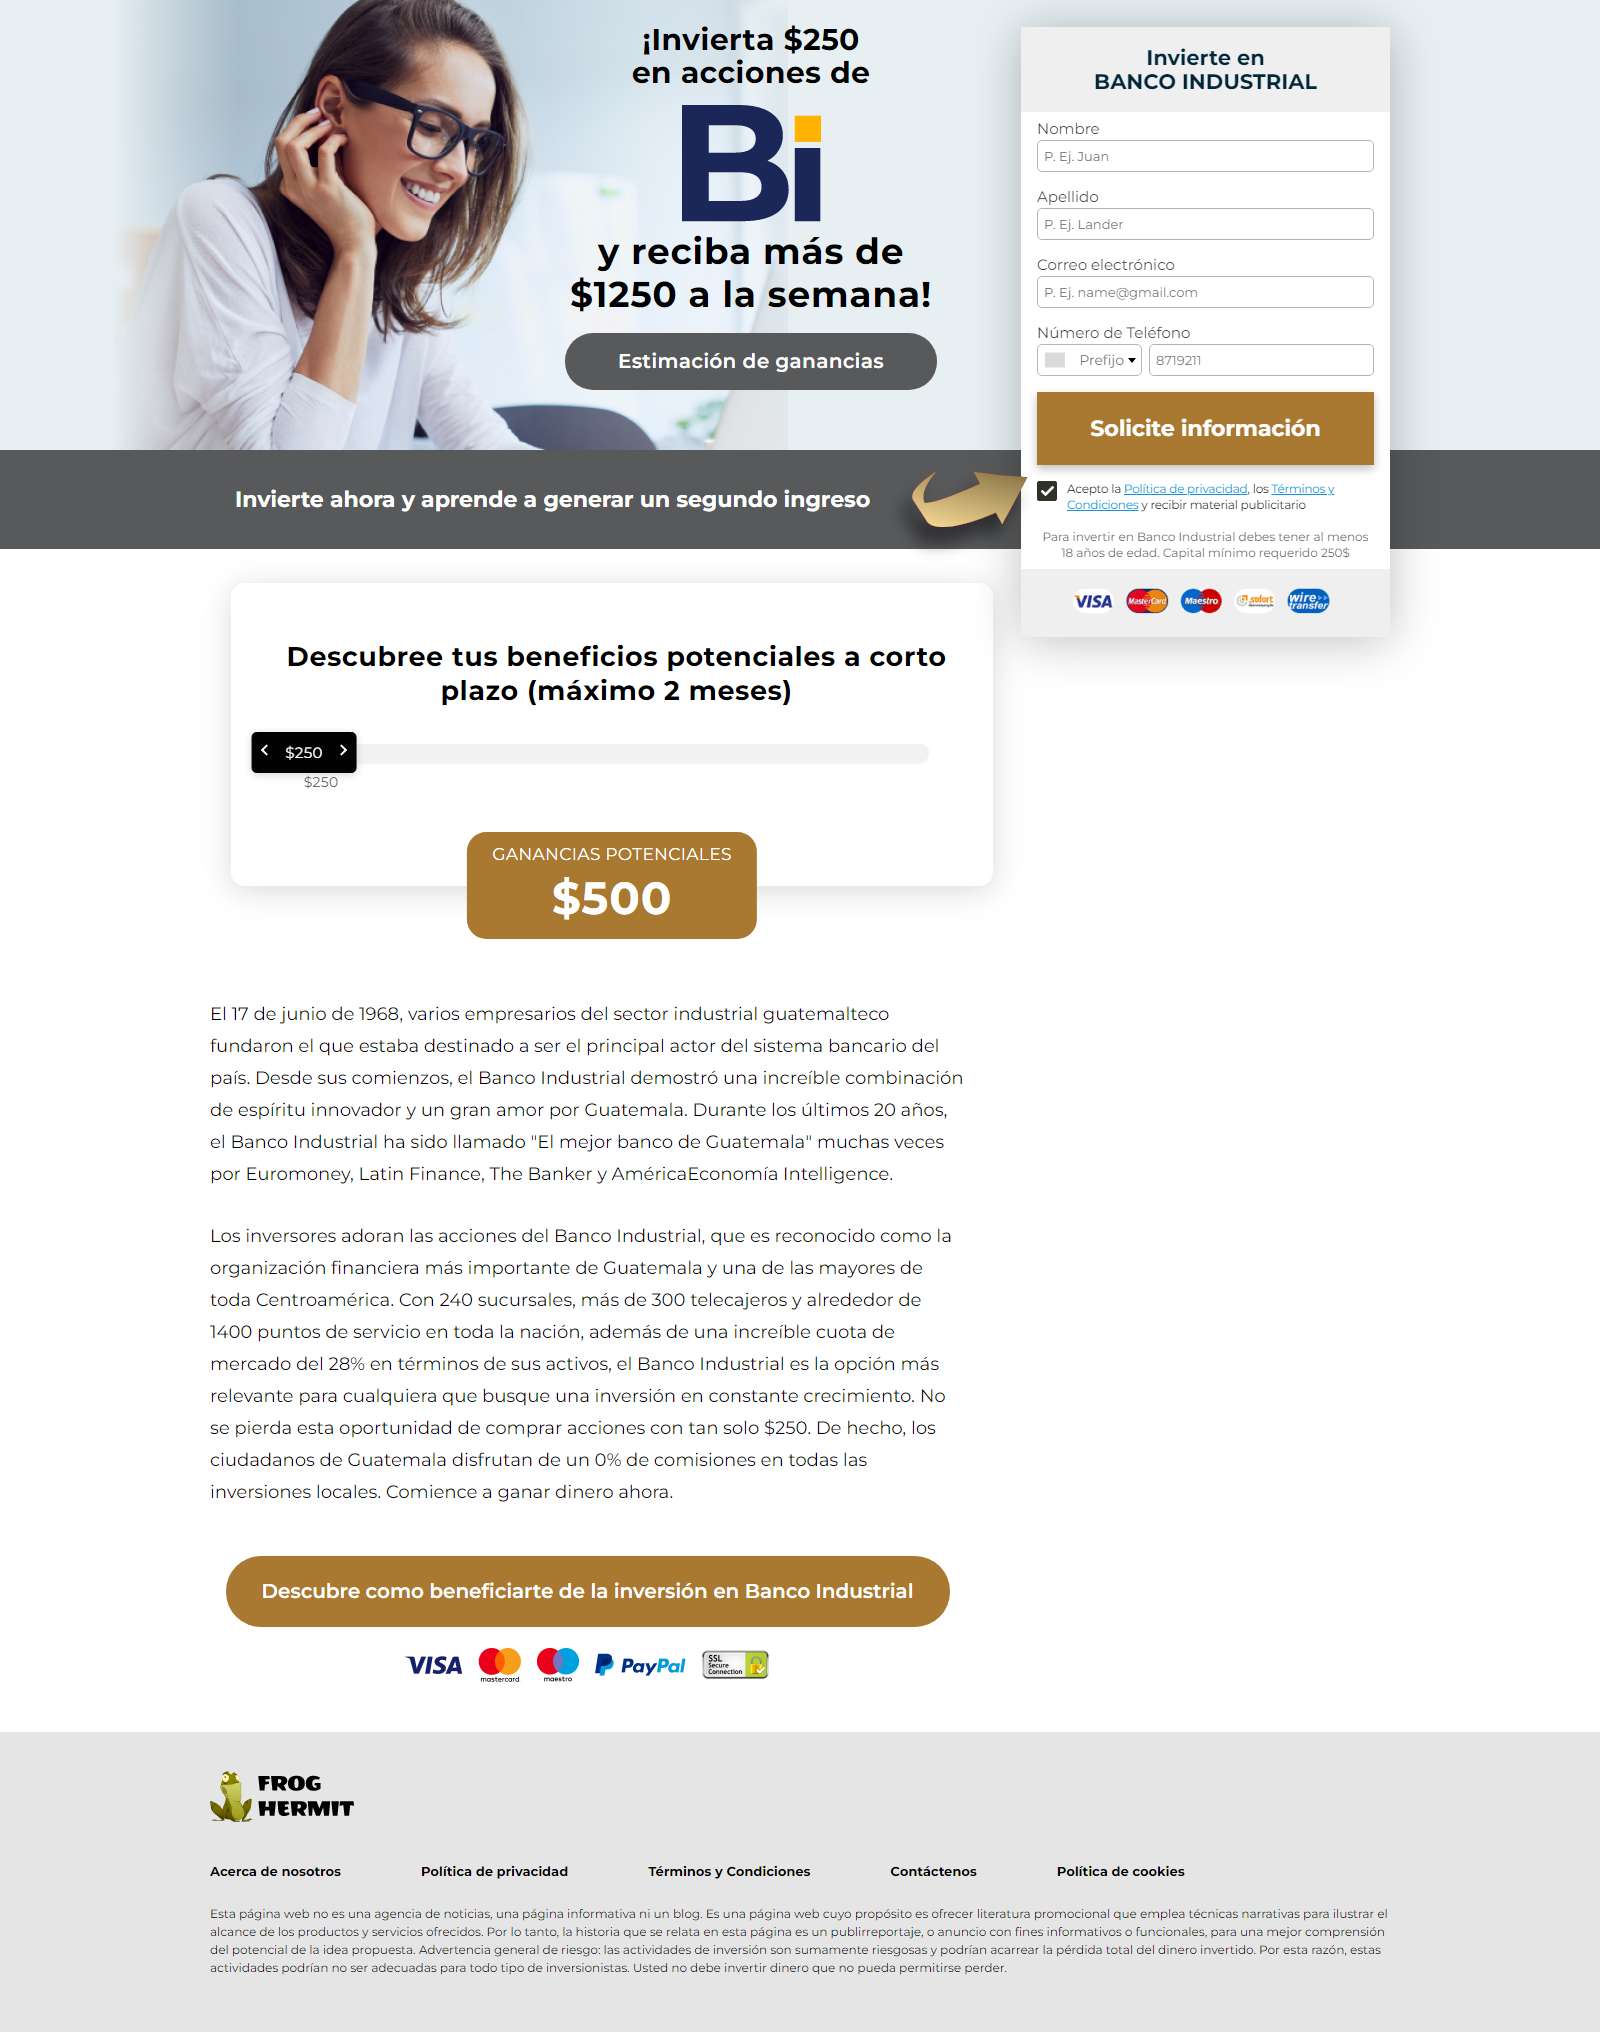 ¡Invierta $250
en acciones de
Bi
y reciba más de
$1250 a la semana!
Estimación de ganancias
Invierte en
BANCO INDUSTRIAL
Nombre
P. Ej. Juan
Apellido
P. Ej. Lander
Correo electrónico
P. Ej. name@gmail.com
Número de Teléfono
Prefijo
8719211
Solicite información
Acepto la Política de privacidad, los Términos y
Condiciones y recibir material publicitario
Para invertir en Banco Industrial debes tener al menos
18 años de edad. Capital mínimo requerido 250$
VISA MasterCard Maestro sofort wire transfer
Invierte ahora y aprende a generar un segundo ingreso
Descubree tus beneficios potenciales a corto
plazo (máximo 2 meses)
$250
$250
GANANCIAS POTENCIALES
$500
El 17 de junio de 1968, varios empresarios del sector industrial guatemalteco
fundaron el que estaba destinado a ser el principal actor del sistema bancario del
país. Desde sus comienzos, el Banco Industrial demostró una increíble combinación
de espíritu innovador y un gran amor por Guatemala. Durante los últimos 20 años,
el Banco Industrial ha sido llamado "El mejor banco de Guatemala" muchas veces
por Euromoney, Latin Finance, The Banker y AméricaEconomía Intelligence.
Los inversores adoran las acciones del Banco Industrial, que es reconocido como la
organización financiera más importante de Guatemala y una de las mayores de
toda Centroamérica. Con 240 sucursales, más de 300 telecajeros y alrededor de
1400 puntos de servicio en toda la nación, además de una increíble cuota de
mercado del 28% en términos de sus activos, el Banco Industrial es la opción más
relevante para cualquiera que busque una inversión en constante crecimiento. No
se pierda esta oportunidad de comprar acciones con tan solo $250. De hecho, los
ciudadanos de Guatemala disfrutan de un 0% de comisiones en todas las
inversiones locales. Comience a ganar dinero ahora.
Descubre como beneficiarte de la inversión en Banco Industrial
VISA mastercard maestro PayPal SSL Secure Connection
FROG
HERMIT
Acerca de nosotros Política de privacidad Términos y Condiciones Contáctenos Política de cookies
Esta página web no es una agencia de noticias, una página informativa ni un blog. Es una página web cuyo propósito es ofrecer literatura promocional que emplea técnicas narrativas para ilustrar el
alcance de los productos y servicios ofrecidos. Por lo tanto, la historia que se relata en esta página es un publirreportaje, o anuncio con fines informativos o funcionales, para una mejor comprensión
del potencial de la idea propuesta. Advertencia general de riesgo: las actividades de inversión son sumamente riesgosas y podrían acarrear la pérdida total del dinero invertido. Por esta razón, estas
actividades podrían no ser adecuadas para todo tipo de inversionistas. Usted no debe invertir dinero que no pueda permitirse perder.